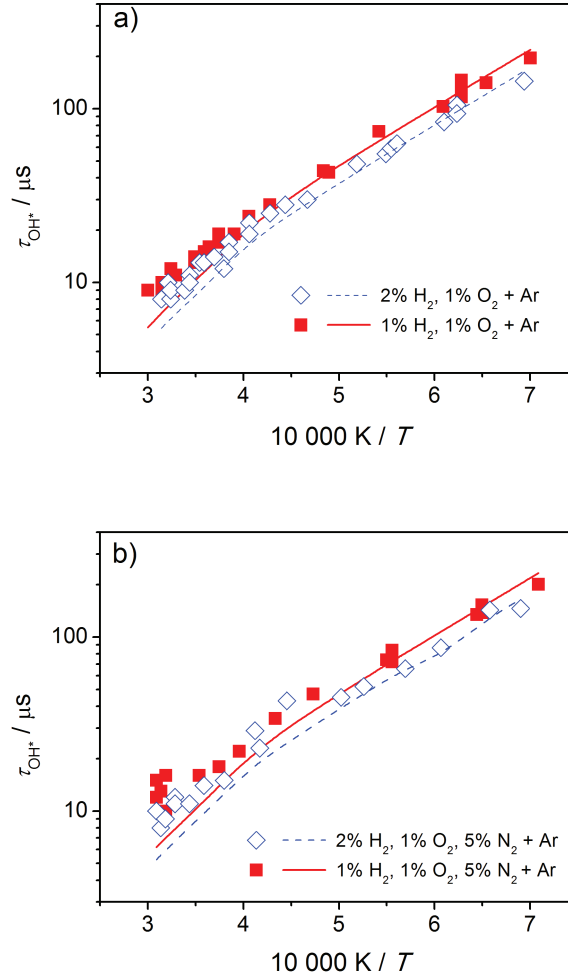 a)
100
10
τOH* / μs
2% H₂, 1% O₂ + Ar
1% H₂, 1% O₂ + Ar
3 4 5 6 7
10 000 K / T
b)
100
10
τOH* / μs
2% H₂, 1% O₂, 5% N₂ + Ar
1% H₂, 1% O₂, 5% N₂ + Ar
3 4 5 6 7
10 000 K / T